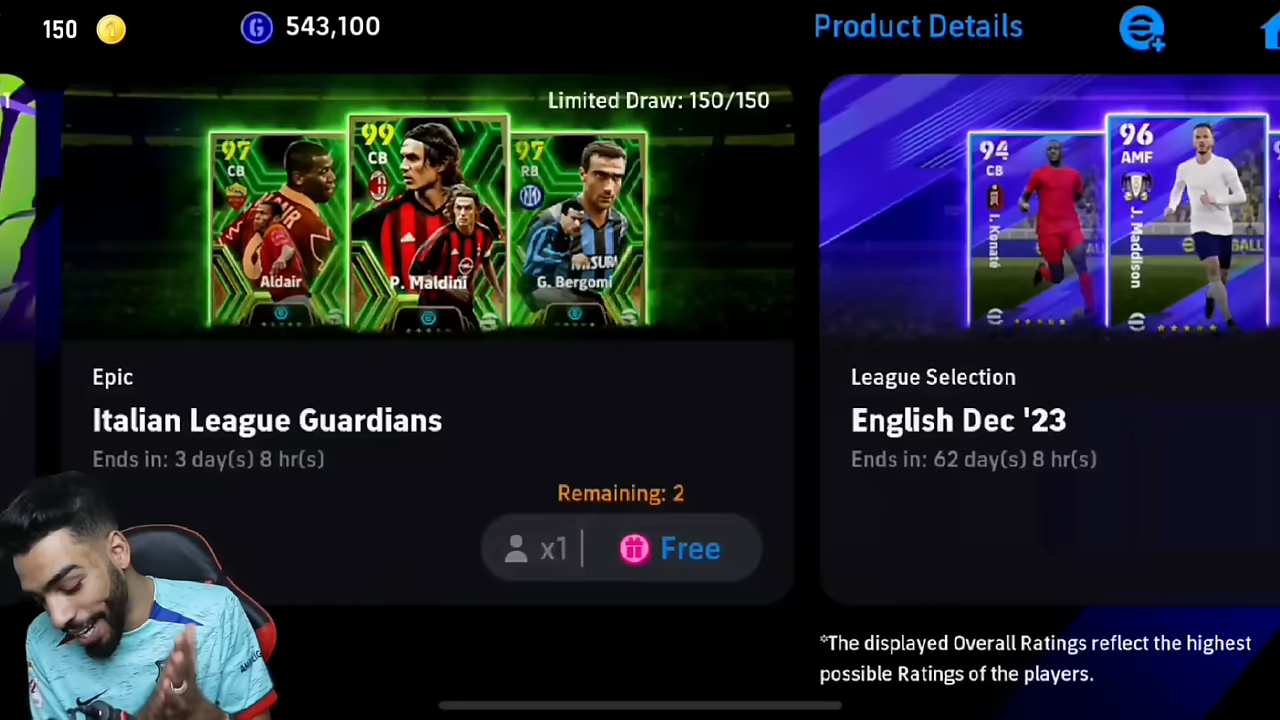 150
543,100
Product Details
Limited Draw: 150/150
97
CB
Aldair
99
CB
P. Maldini
97
RB
MISURA
G. Bergomi
94
CB
I. Konaté
96
AMF
J. Maddison
Epic
Italian League Guardians
Ends in: 3 day(s) 8 hr(s)
Remaining: 2
x1
Free
League Selection
English Dec '23
Ends in: 62 day(s) 8 hr(s)
*The displayed Overall Ratings reflect the highest
possible Ratings of the players.